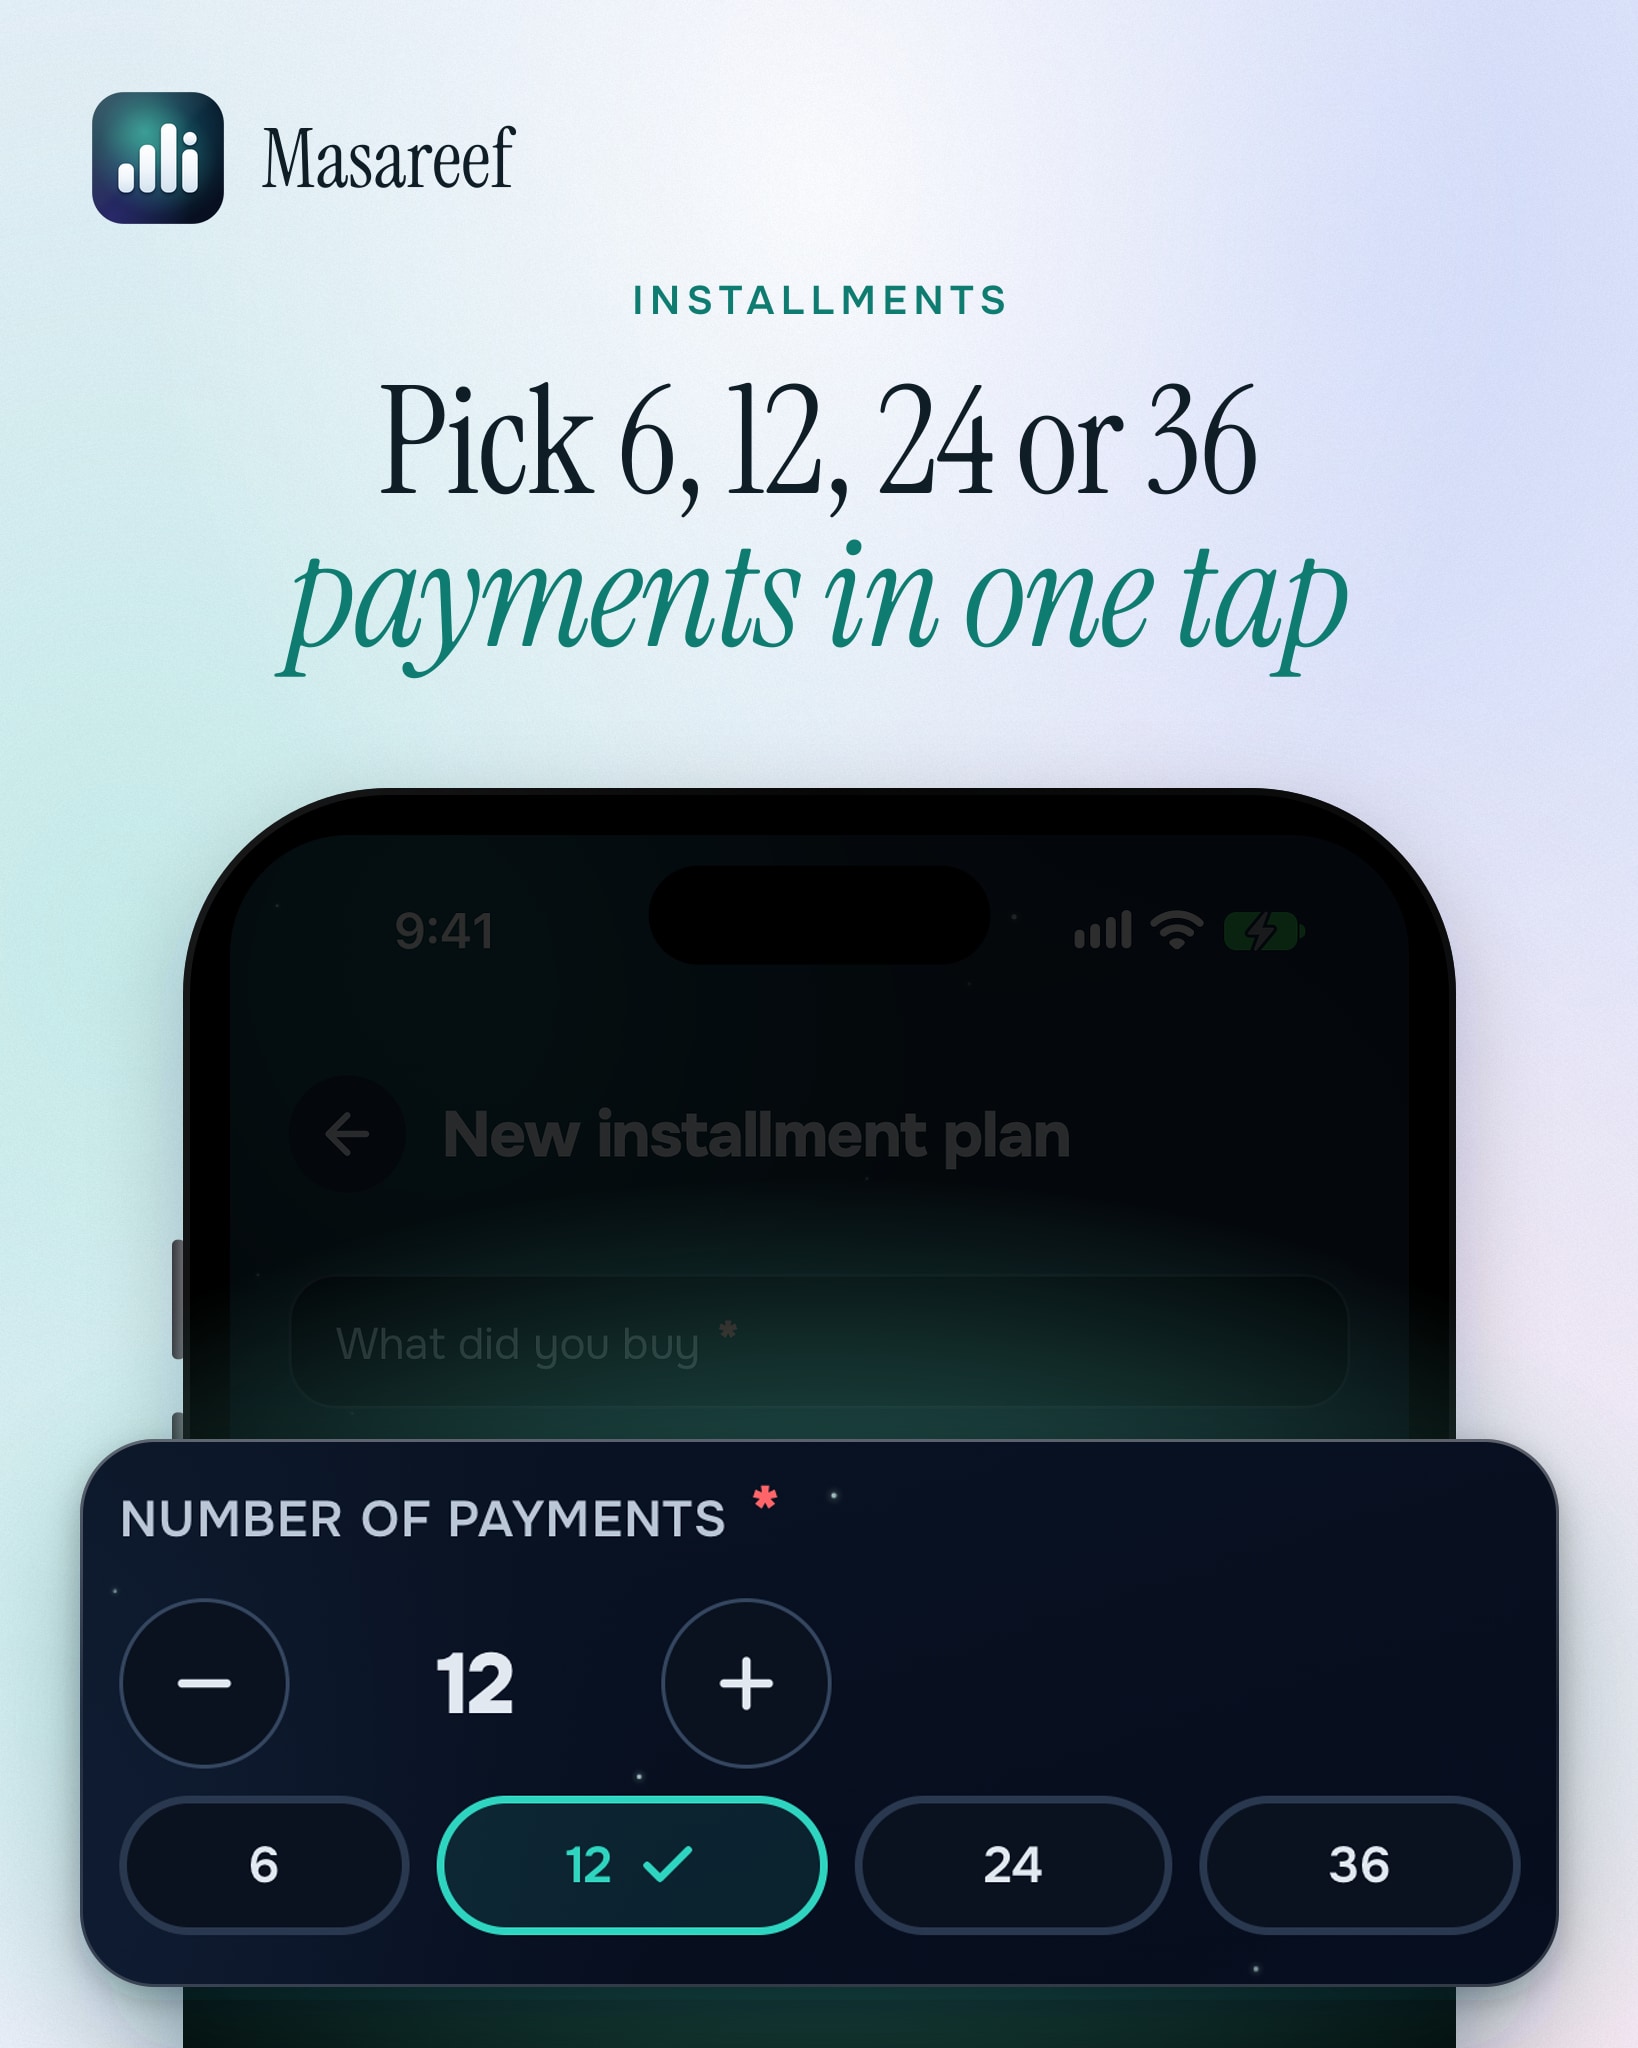 Masareef
INSTALLMENTS
Pick 6, 12, 24 or 36
payments in one tap
9:41
New installment plan
What did you buy *
NUMBER OF PAYMENTS *
12
6
12
24
36